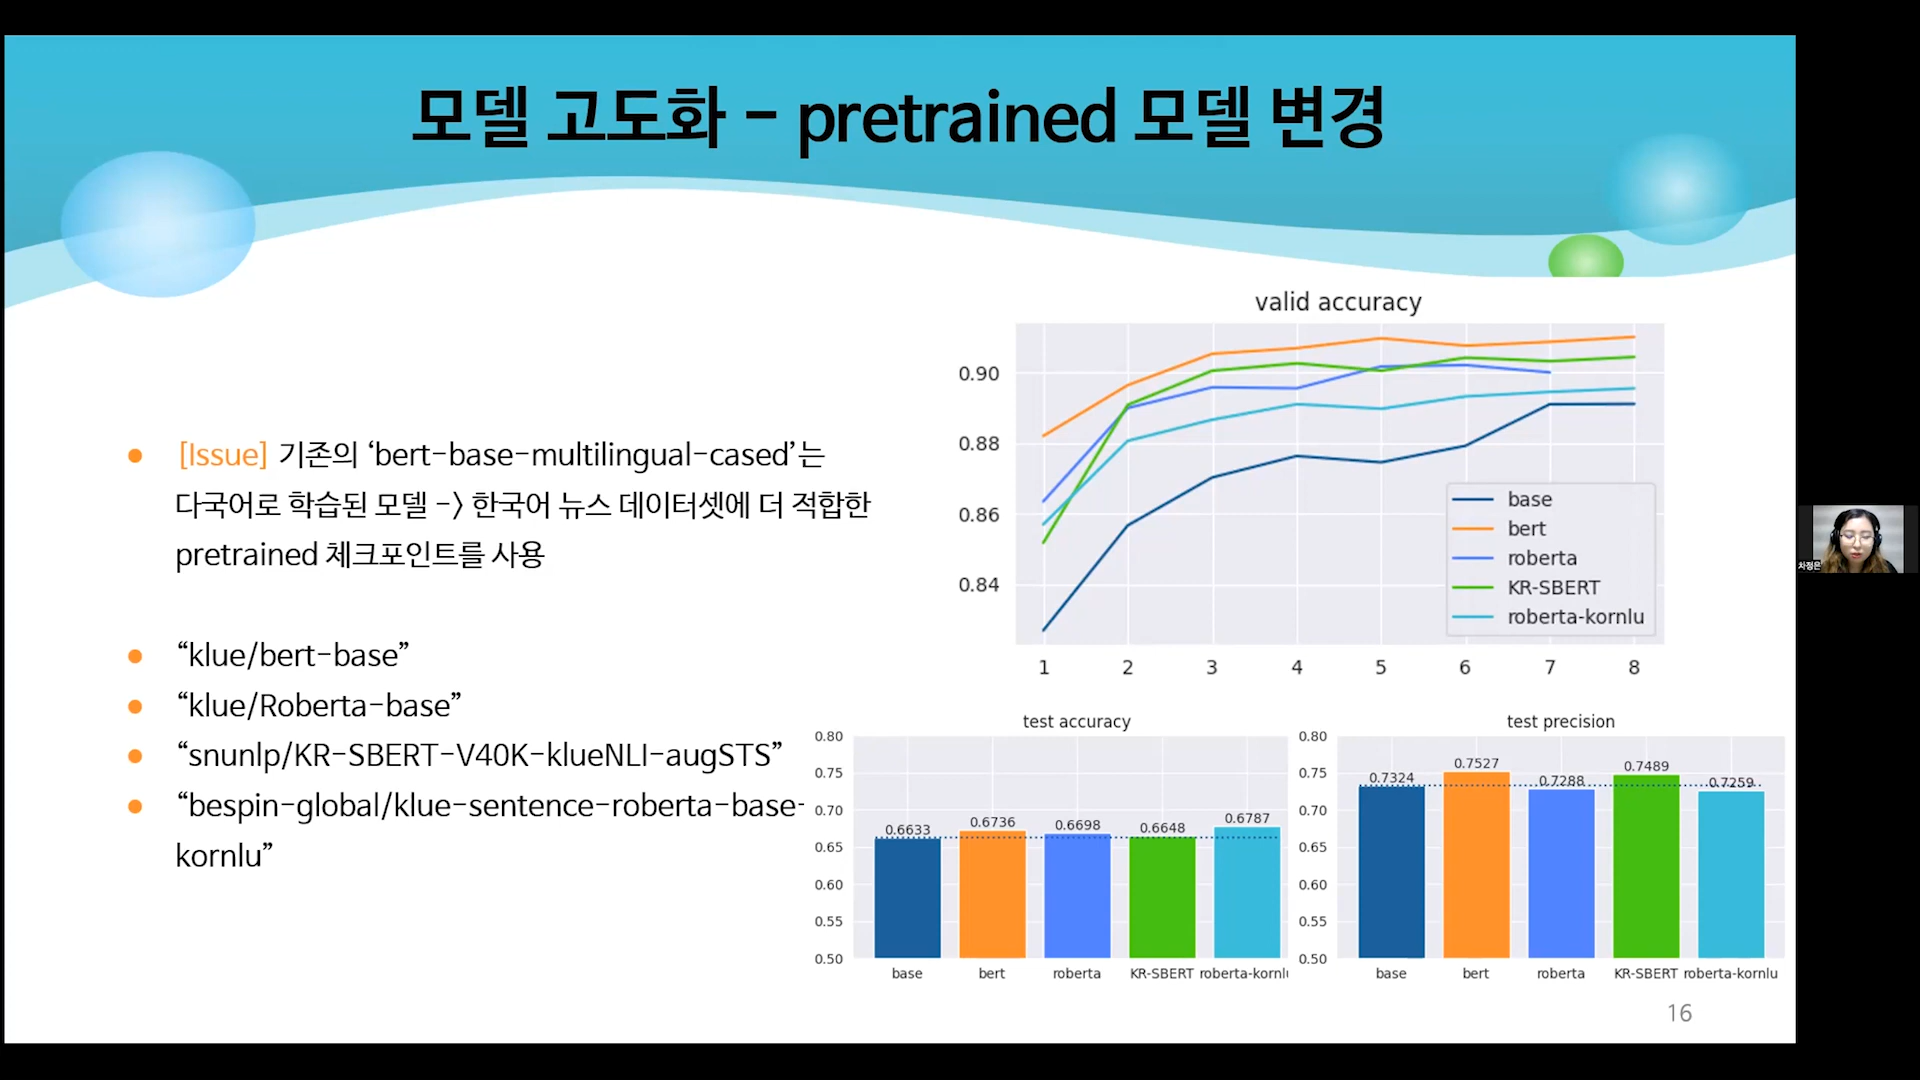 모델 고도화 - pretrained 모델 변경
[Issue] 기존의 ‘bert-base-multilingual-cased’는
다국어로 학습된 모델 -> 한국어 뉴스 데이터셋에 더 적합한
pretrained 체크포인트를 사용
“klue/bert-base”
“klue/Roberta-base”
“snunlp/KR-SBERT-V40K-klueNLI-augSTS”
“bespin-global/klue-sentence-roberta-base-
kornlu”
valid accuracy
0.90
0.88
0.86
0.84
1 2 3 4 5 6 7 8
base
bert
roberta
KR-SBERT
roberta-kornlu
test accuracy
0.80
0.75
0.70
0.65
0.60
0.55
0.50
0.6633 0.6736 0.6698 0.6648 0.6787
base bert roberta KR-SBERT roberta-kornlu
test precision
0.80
0.75
0.70
0.65
0.60
0.55
0.50
0.7324 0.7527 0.7288 0.7489 0.7259
base bert roberta KR-SBERT roberta-kornlu
16
차정은